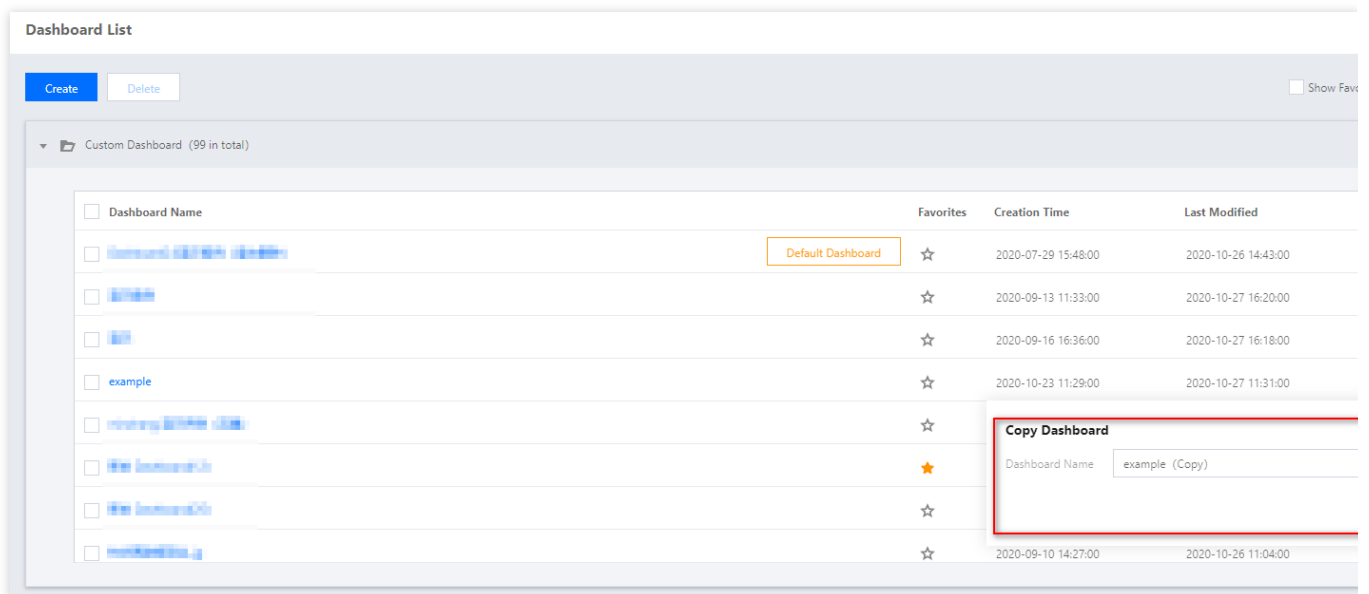 Dashboard List
Create Delete Show Favo
Custom Dashboard (99 in total)
Dashboard Name Favorites Creation Time Last Modified
Default Dashboard 2020-07-29 15:48:00 2020-10-26 14:43:00
2020-09-13 11:33:00 2020-10-27 16:20:00
2020-09-16 16:36:00 2020-10-27 16:18:00
example 2020-10-23 11:29:00 2020-10-27 11:31:00
Copy Dashboard
Dashboard Name example (Copy)
2020-09-10 14:27:00 2020-10-26 11:04:00